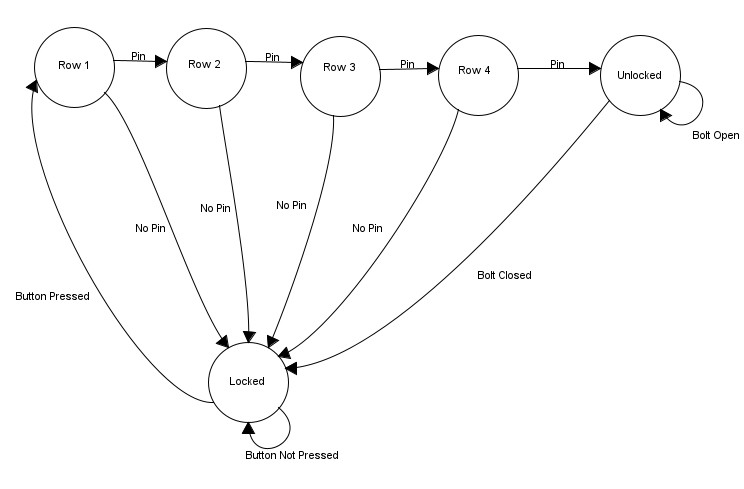 Row 1
Pin
Row 2
Pin
Row 3
Pin
Row 4
Pin
Unlocked
Bolt Open
No Pin
No Pin
No Pin
No Pin
Bolt Closed
Button Pressed
Locked
Button Not Pressed